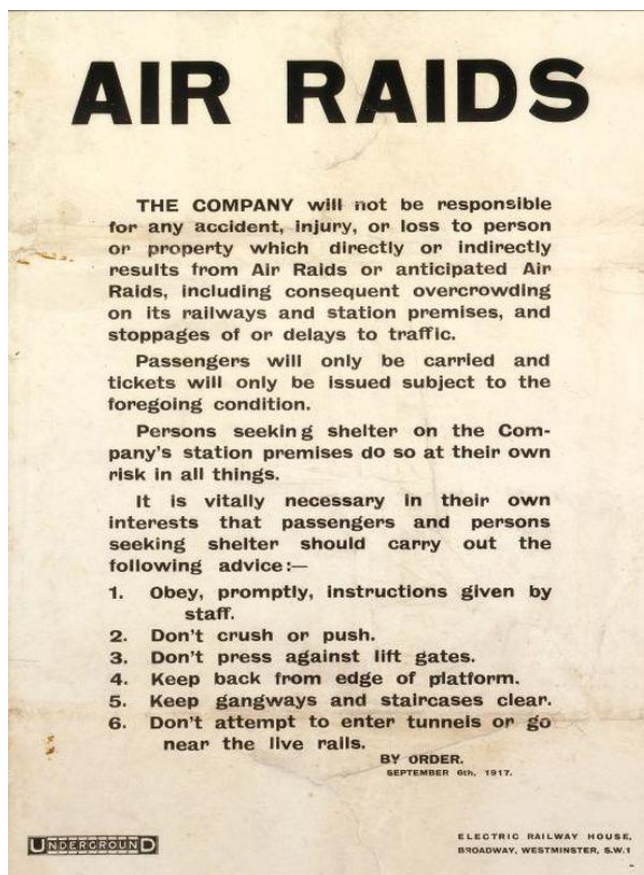 AIR RAIDS
THE COMPANY will not be responsible
for any accident, injury, or loss to person
or property which directly or indirectly
results from Air Raids or anticipated Air
Raids, including consequent overcrowding
on its railways and station premises, and
stoppages of or delays to traffic.
Passengers will only be carried and
tickets will only be issued subject to the
foregoing condition.
Persons seeking shelter on the Com-
pany's station premises do so at their own
risk in all things.
It is vitally necessary in their own
interests that passengers and persons
seeking shelter should carry out the
following advice:—
1. Obey, promptly, instructions given by
staff.
2. Don't crush or push.
3. Don't press against lift gates.
4. Keep back from edge of platform.
5. Keep gangways and staircases clear.
6. Don't attempt to enter tunnels or go
near the live rails.
BY ORDER.
SEPTEMBER 6th, 1917.
UNDERGROUND
ELECTRIC RAILWAY HOUSE,
BROADWAY, WESTMINSTER, S.W.1